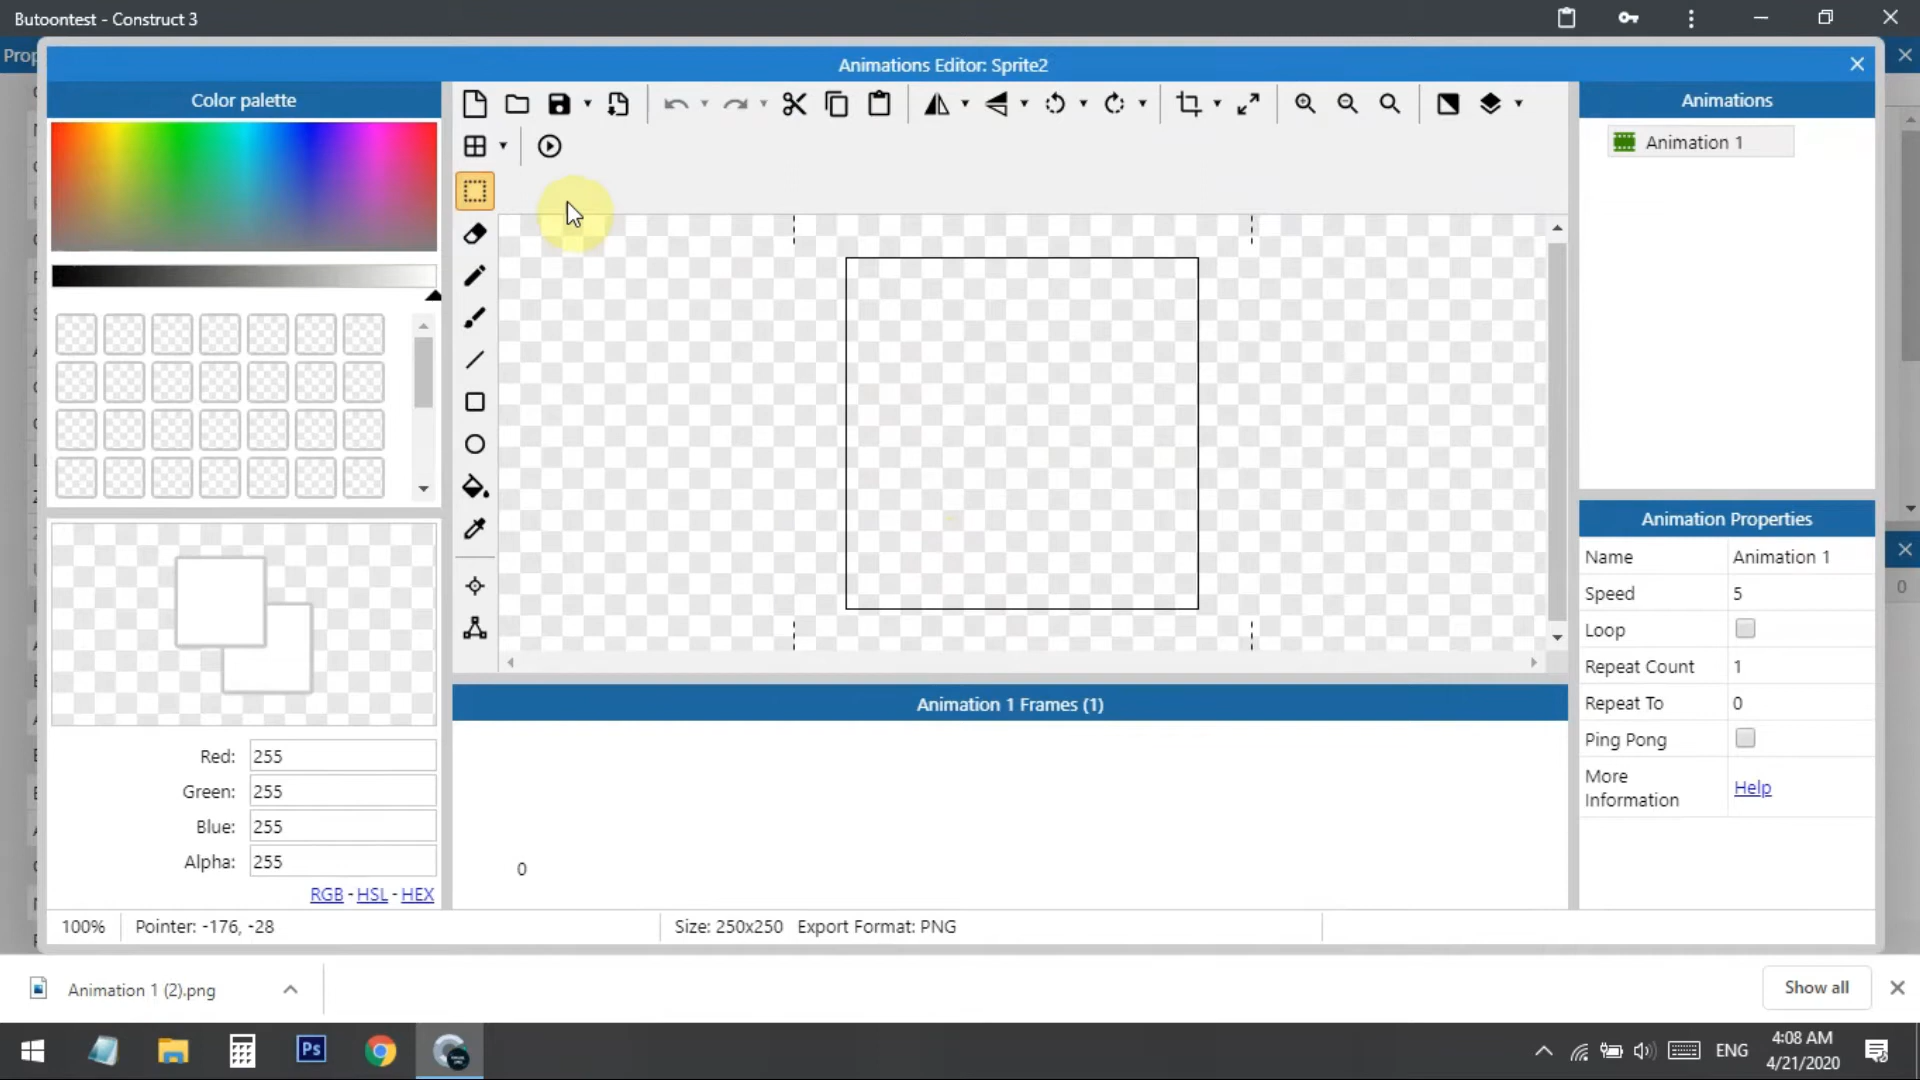 Butoontest - Construct 3
Prop
Animations Editor: Sprite2
Color palette
Animations
Animation 1
Animation Properties
Name Animation 1
Speed 5
Loop
Repeat Count 1
Repeat To 0
Ping Pong
More Information Help
Animation 1 Frames (1)
0
Red: 255
Green: 255
Blue: 255
Alpha: 255
RGB - HSL - HEX
100% Pointer: -176, -28 Size: 250x250 Export Format: PNG
0
Animation 1 (2).png
Show all
Ps
ENG
4:08 AM
4/21/2020